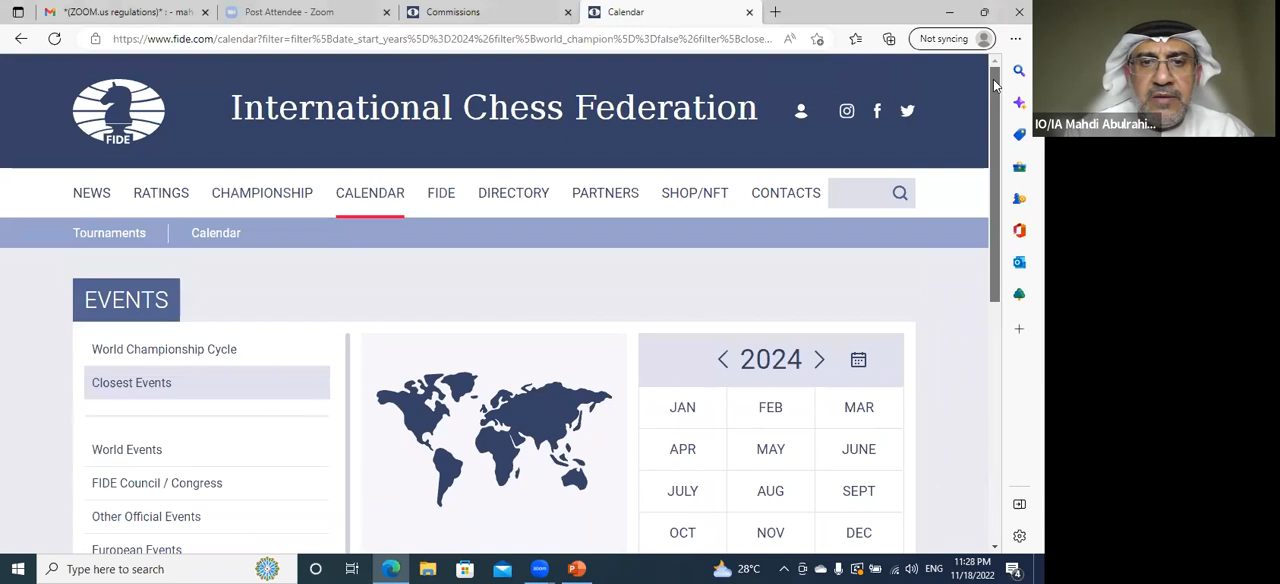 *(ZOOM.us regulations)* : - mah
Post Attendee - Zoom
Commissions
Calendar
https://www.fide.com/calendar?filter=filter%5Bdate_start_years%5D%3D2024%26filter%5Bworld_champion%5D%3Dfalse%26filter%5Bclose...
Not syncing
IO/IA Mahdi Abulrahi...
FIDE
International Chess Federation
NEWS
RATINGS
CHAMPIONSHIP
CALENDAR
FIDE
DIRECTORY
PARTNERS
SHOP/NFT
CONTACTS
Tournaments
Calendar
EVENTS
World Championship Cycle
Closest Events
World Events
FIDE Council / Congress
Other Official Events
European Events
2024
JAN FEB MAR
APR MAY JUNE
JULY AUG SEPT
OCT NOV DEC
Type here to search
28°C
ENG
11:28 PM
11/18/2022
4